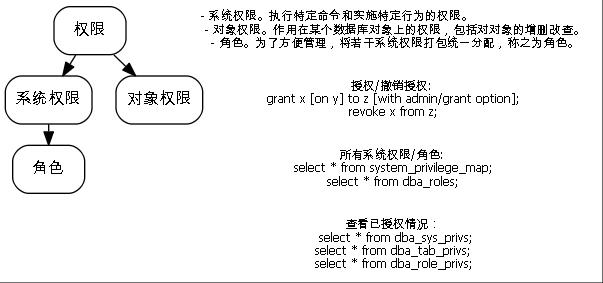 权限
系统权限
对象权限
角色
- 系统权限。执行特定命令和实施特定行为的权限。
- 对象权限。作用在某个数据库对象上的权限，包括对对象的增删改查。
- 角色。为了方便管理，将若干系统权限打包统一分配，称之为角色。
授权/撤销授权:
grant x [on y] to z [with admin/grant option];
revoke x from z;
所有系统权限/角色:
select * from system_privilege_map;
select * from dba_roles;
查看已授权情况：
select * from dba_sys_privs;
select * from dba_tab_privs;
select * from dba_role_privs;